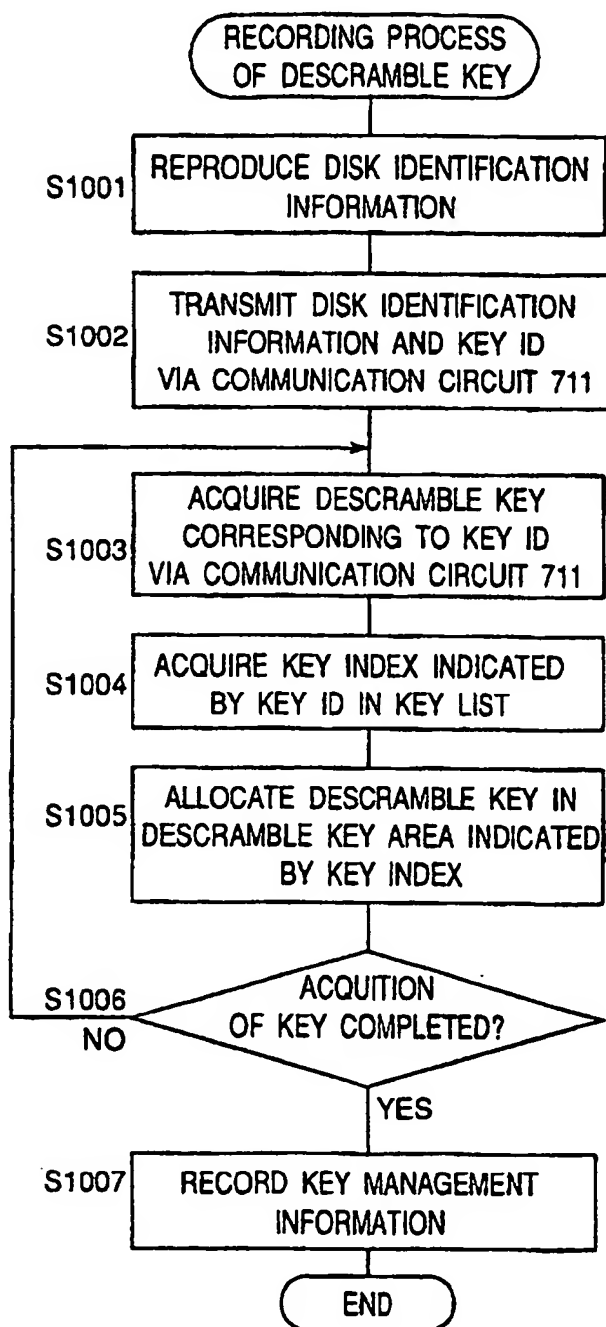 RECORDING PROCESS
OF DESCRAMBLE KEY
S1001
REPRODUCE DISK IDENTIFICATION
INFORMATION
S1002
TRANSMIT DISK IDENTIFICATION
INFORMATION AND KEY ID
VIA COMMUNICATION CIRCUIT 711
S1003
ACQUIRE DESCRAMBLE KEY
CORRESPONDING TO KEY ID
VIA COMMUNICATION CIRCUIT 711
S1004
ACQUIRE KEY INDEX INDICATED
BY KEY ID IN KEY LIST
S1005
ALLOCATE DESCRAMBLE KEY IN
DESCRAMBLE KEY AREA INDICATED
BY KEY INDEX
S1006
ACQUITION
OF KEY COMPLETED?
NO
YES
S1007
RECORD KEY MANAGEMENT
INFORMATION
END